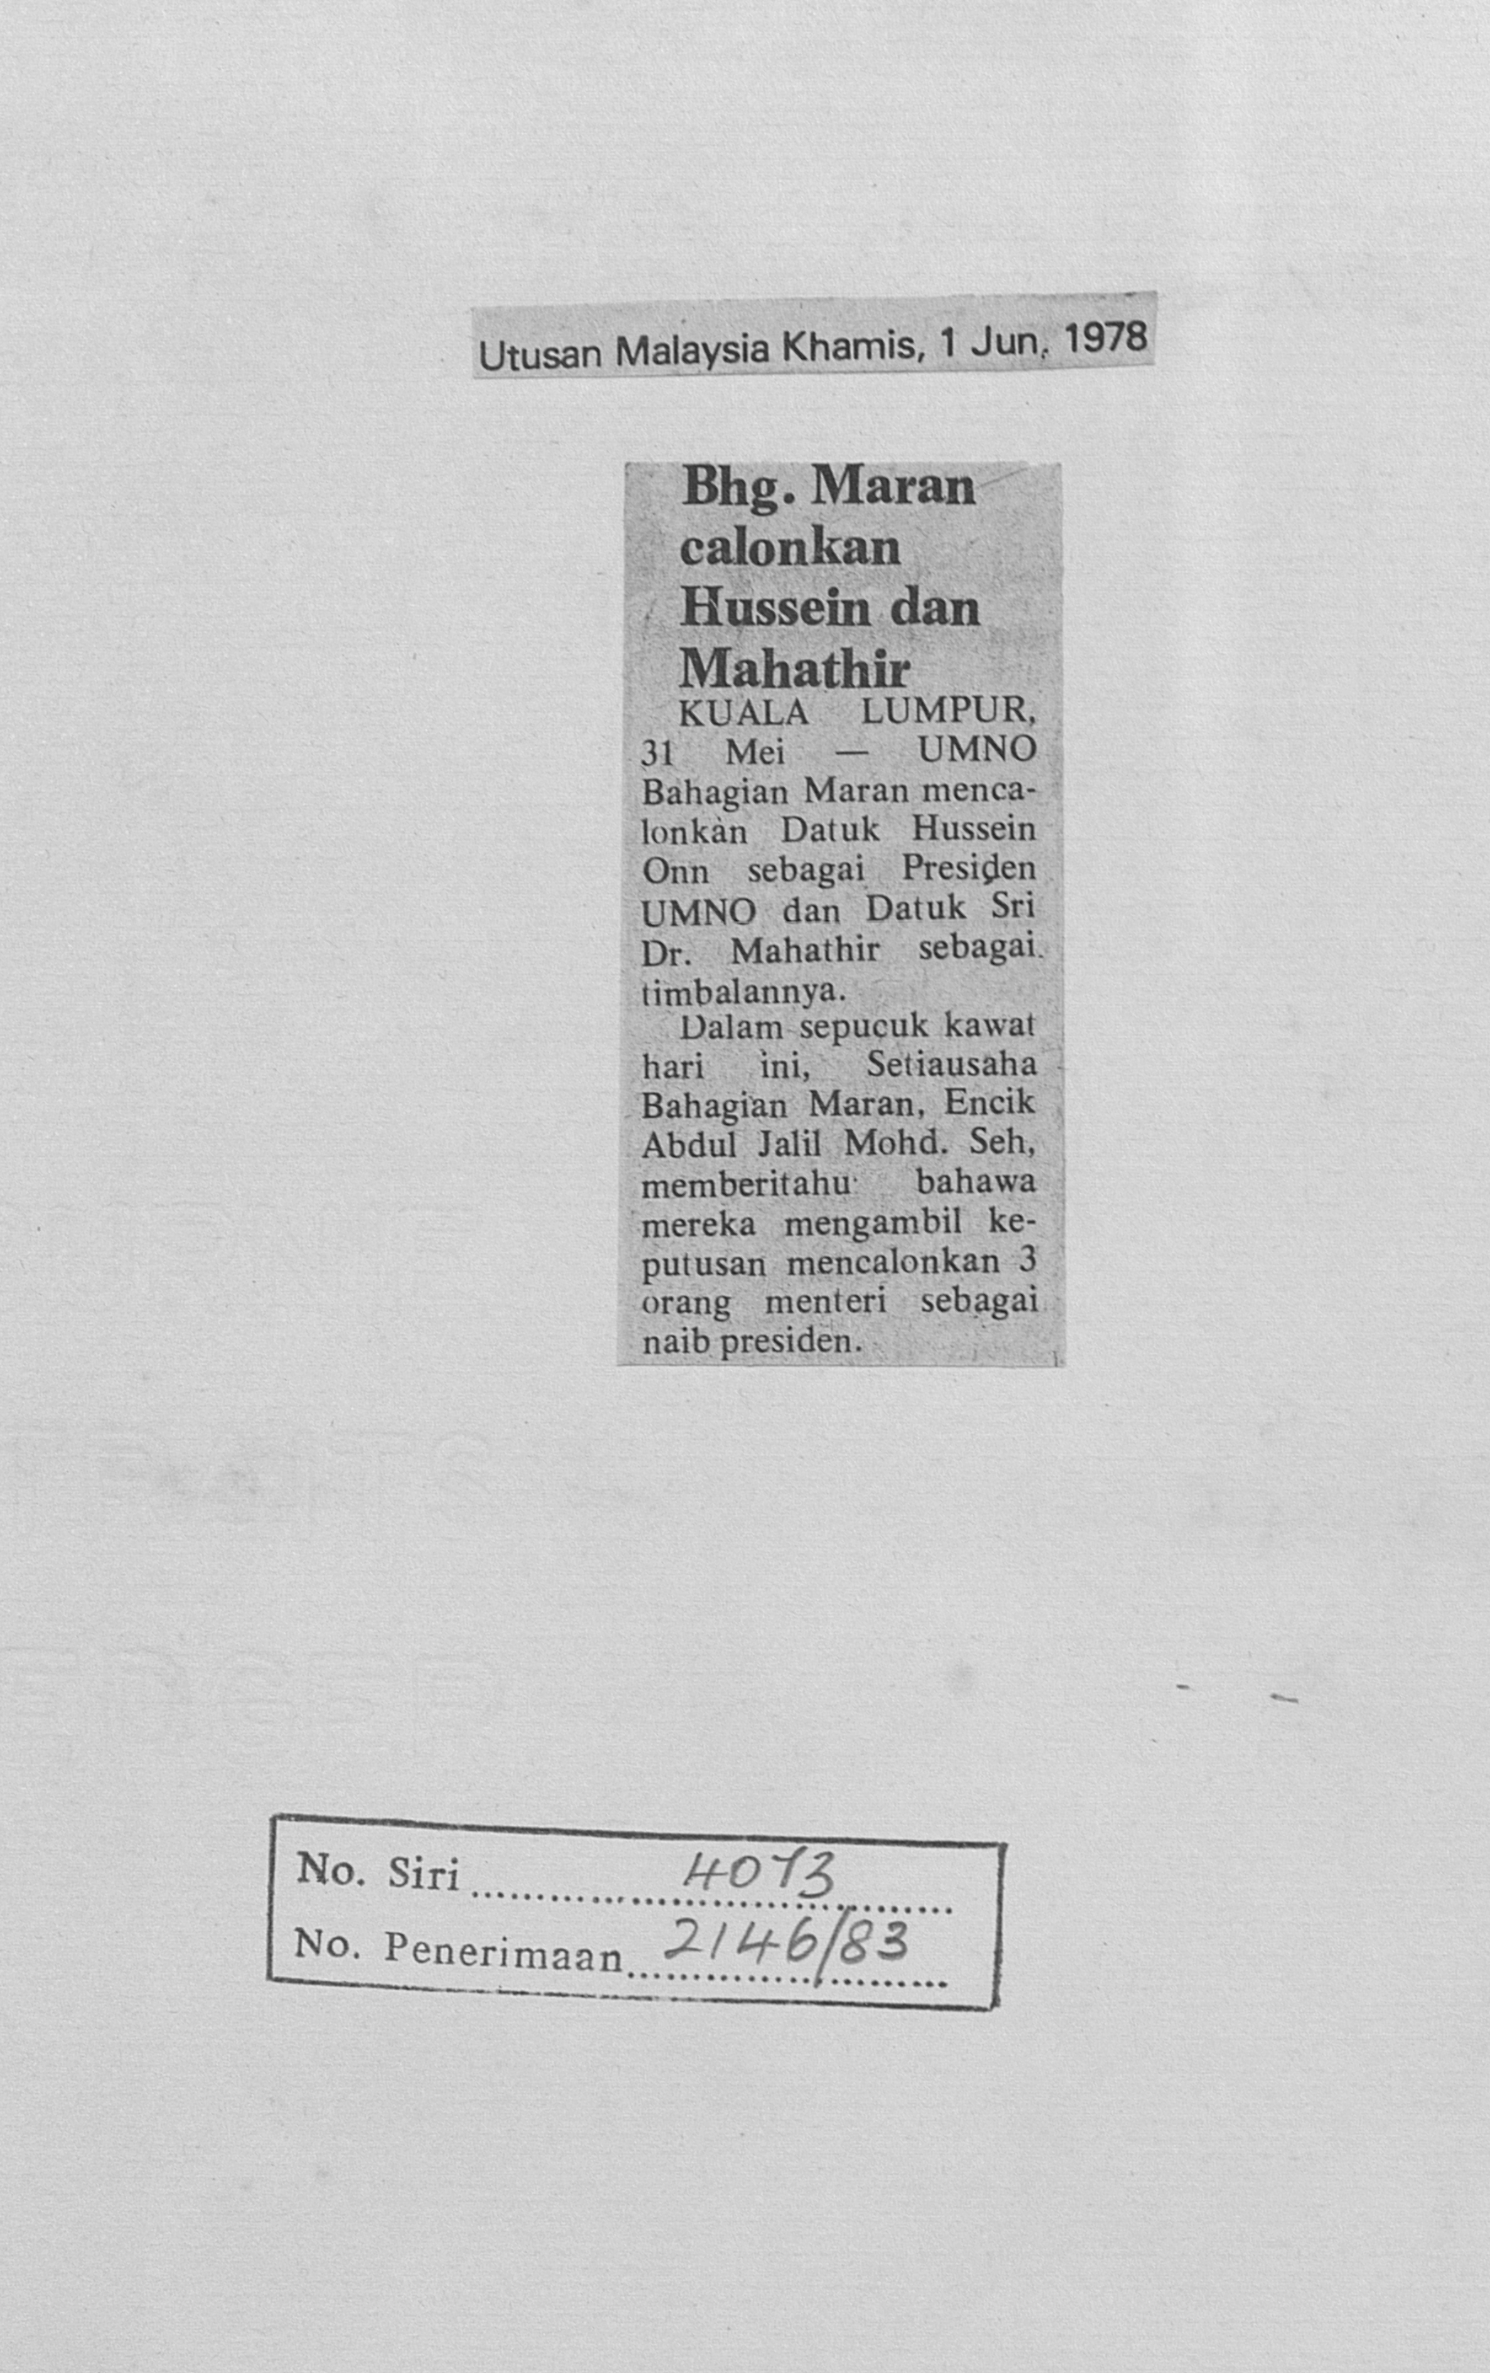 Utusan Malaysia Khamis, 1 Jun, 1978
Bhg. Maran
calonkan
Hussein dan
Mahathir
KUALA LUMPUR,
31 Mei — UMNO
Bahagian Maran menca-
lonkan Datuk Hussein
Onn sebagai Presiden
UMNO dan Datuk Sri
Dr. Mahathir sebagai
timbalannya.
Dalam sepucuk kawat
hari ini, Setiausaha
Bahagian Maran, Encik
Abdul Jalil Mohd. Seh,
memberitahu bahawa
mereka mengambil ke-
putusan mencalonkan 3
orang menteri sebagai
naib presiden.
No. Siri 4073
No. Penerimaan 2146/83